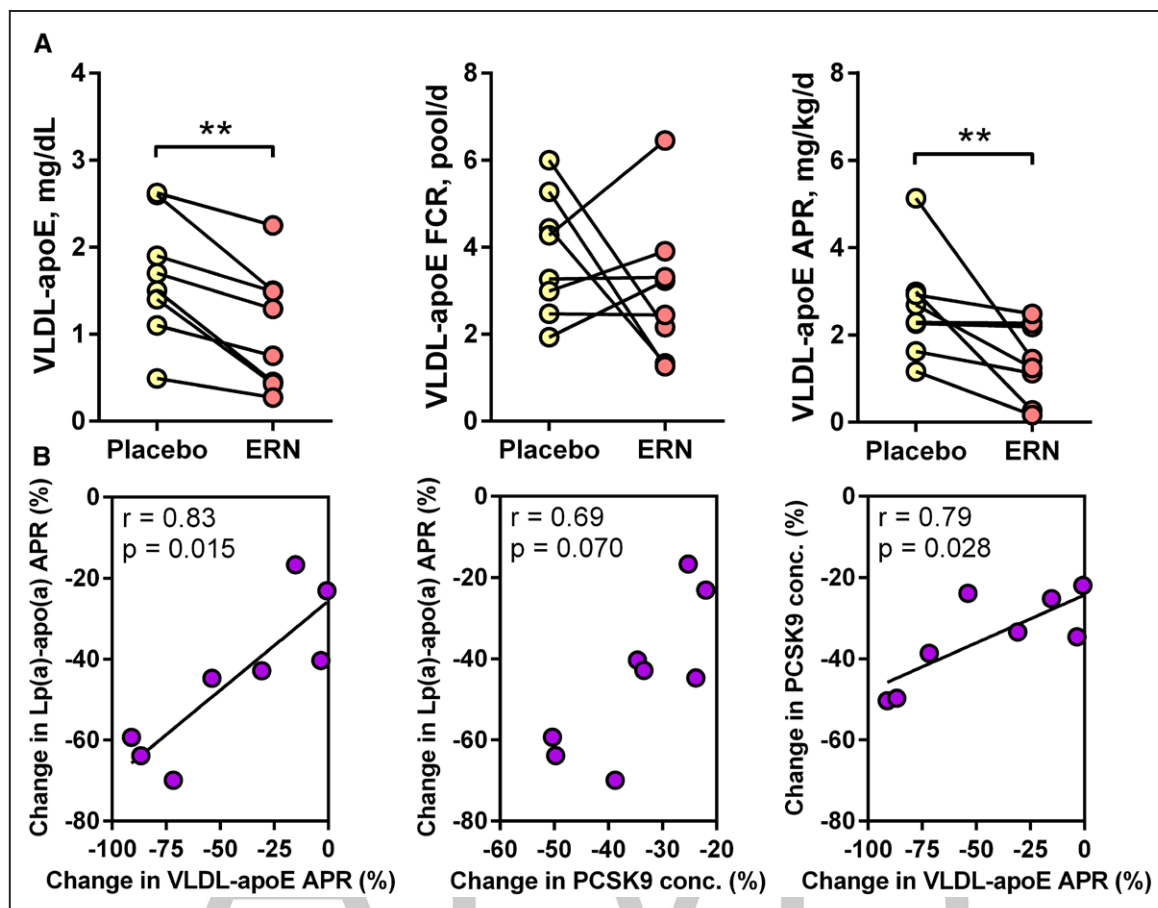 A
VLDL-apoE, mg/dL
4
3
2
1
0
**
Placebo
ERN
VLDL-apoE FCR, pool/d
8
6
4
2
0
Placebo
ERN
VLDL-apoE APR, mg/kg/d
8
6
4
2
0
**
Placebo
ERN
B
Change in Lp(a)-apo(a) APR (%)
0
-20
-40
-60
-80
r = 0.83
p = 0.015
-100 -75 -50 -25 0
Change in VLDL-apoE APR (%)
Change in Lp(a)-apo(a) APR (%)
0
-20
-40
-60
-80
r = 0.69
p = 0.070
-60 -50 -40 -30 -20
Change in PCSK9 conc. (%)
Change in PCSK9 conc. (%)
0
-20
-40
-60
-80
r = 0.79
p = 0.028
-100 -75 -50 -25 0
Change in VLDL-apoE APR (%)